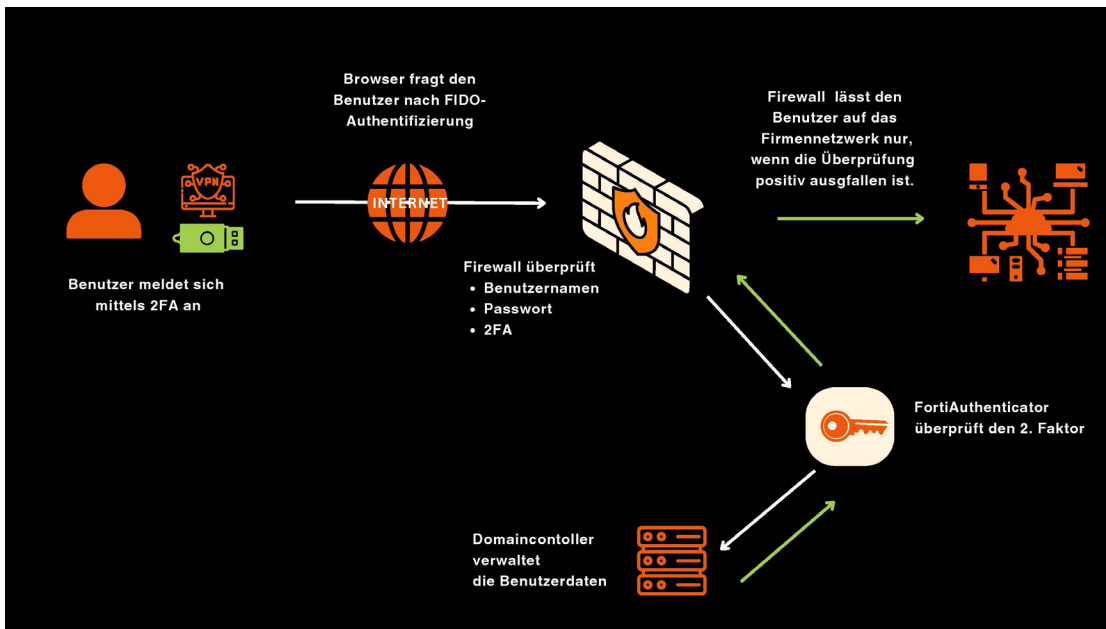 Browser fragt den
Benutzer nach FIDO-
Authentifizierung
Firewall lässt den
Benutzer auf das
Firmennetzwerk nur,
wenn die Überprüfung
positiv ausgfallen ist.
VPN
INTERNET
Benutzer meldet sich
mittels 2FA an
Firewall überprüft
• Benutzernamen
• Passwort
• 2FA
FortiAuthenticator
überprüft den 2. Faktor
Domaincontoller
verwaltet
die Benutzerdaten